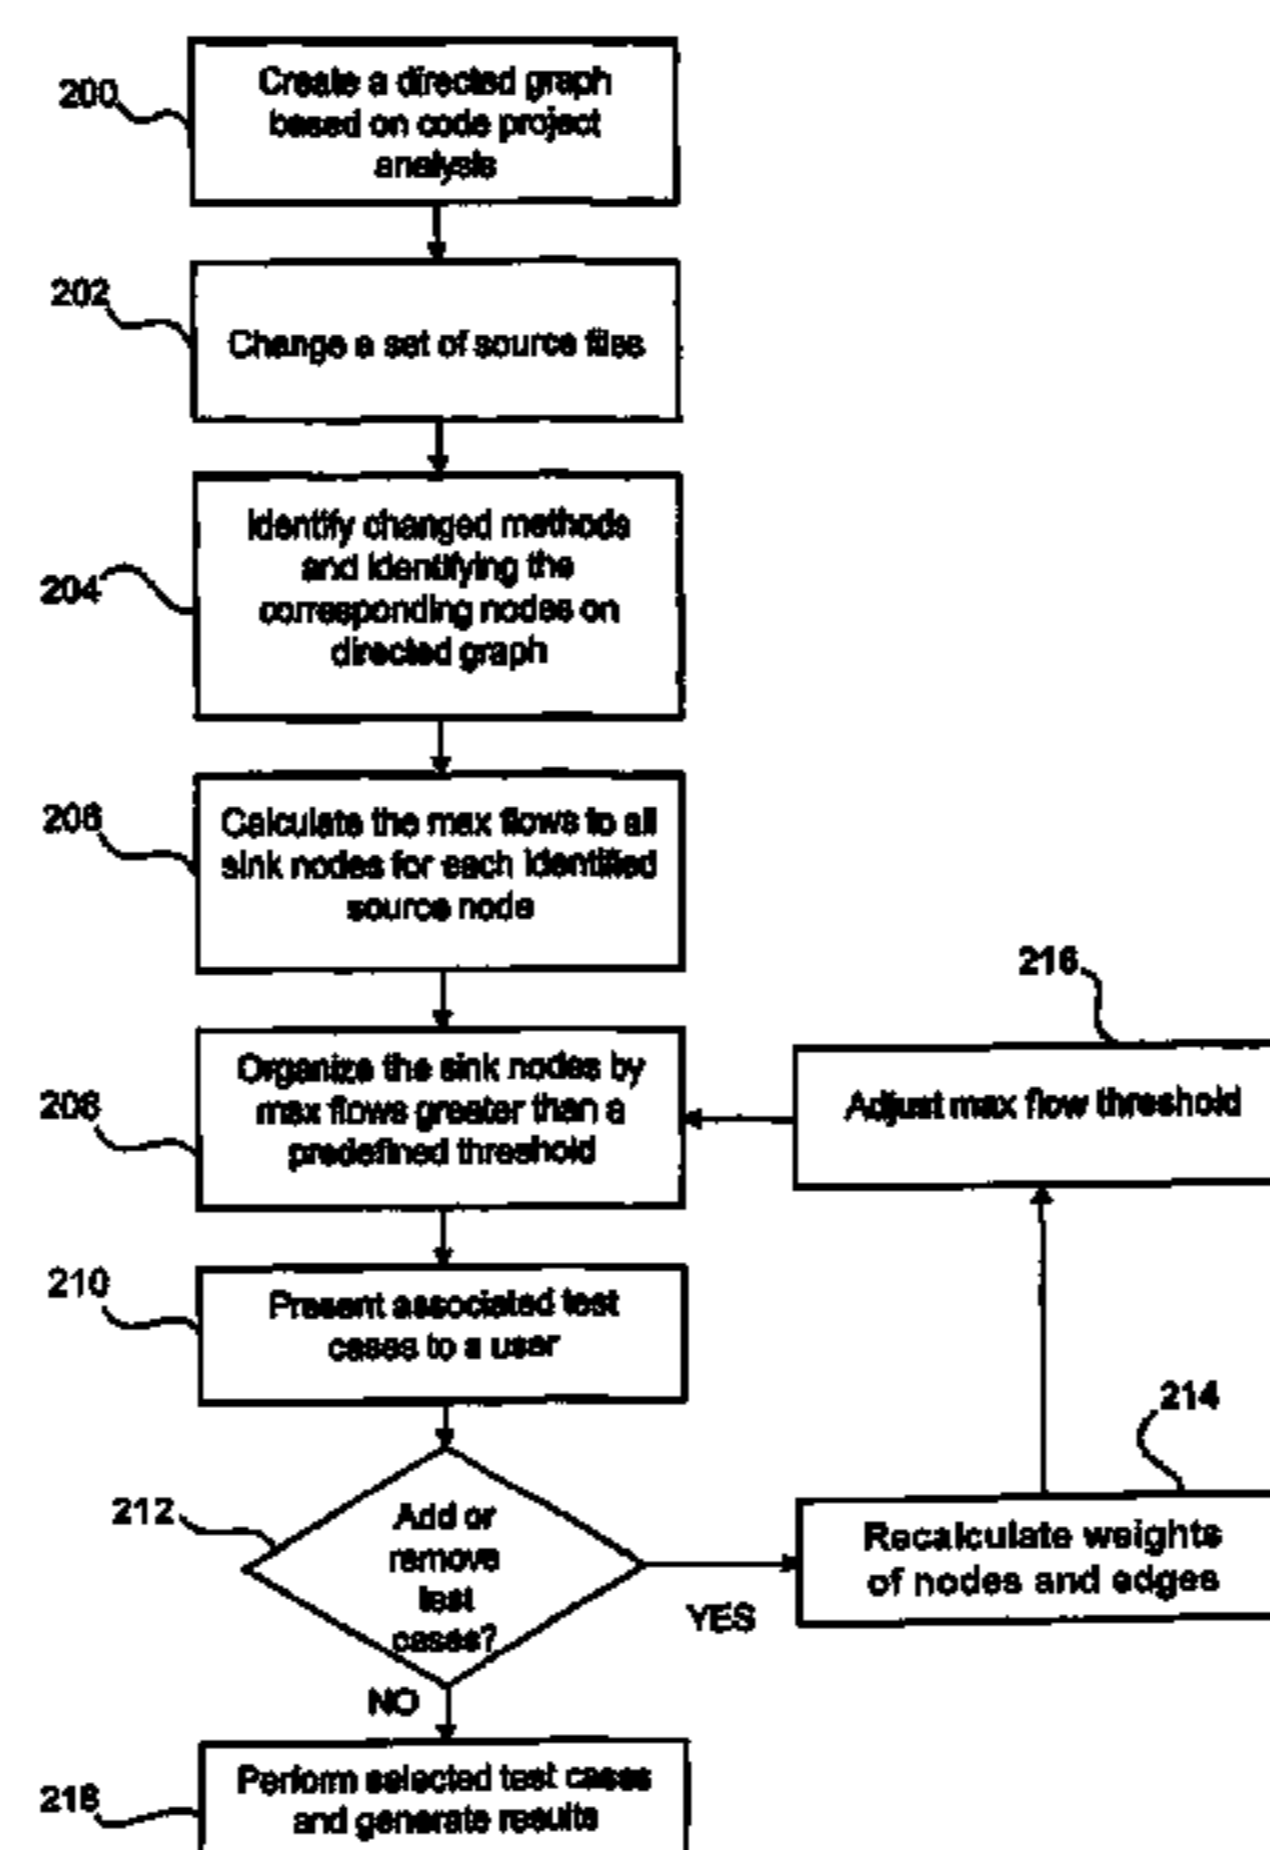 200
Create a directed graph
based on code project
analysis
202
Change a set of source files
204
Identify changed methods
and identifying the
corresponding nodes on
directed graph
206
Calculate the max flows to all
sink nodes for each identified
source node
208
Organize the sink nodes by
max flows greater than a
predefined threshold
216
Adjust max flow threshold
210
Present associated test
cases to a user
212
Add or
remove
test
cases?
YES
214
Recalculate weights
of nodes and edges
NO
218
Perform selected test cases
and generate results